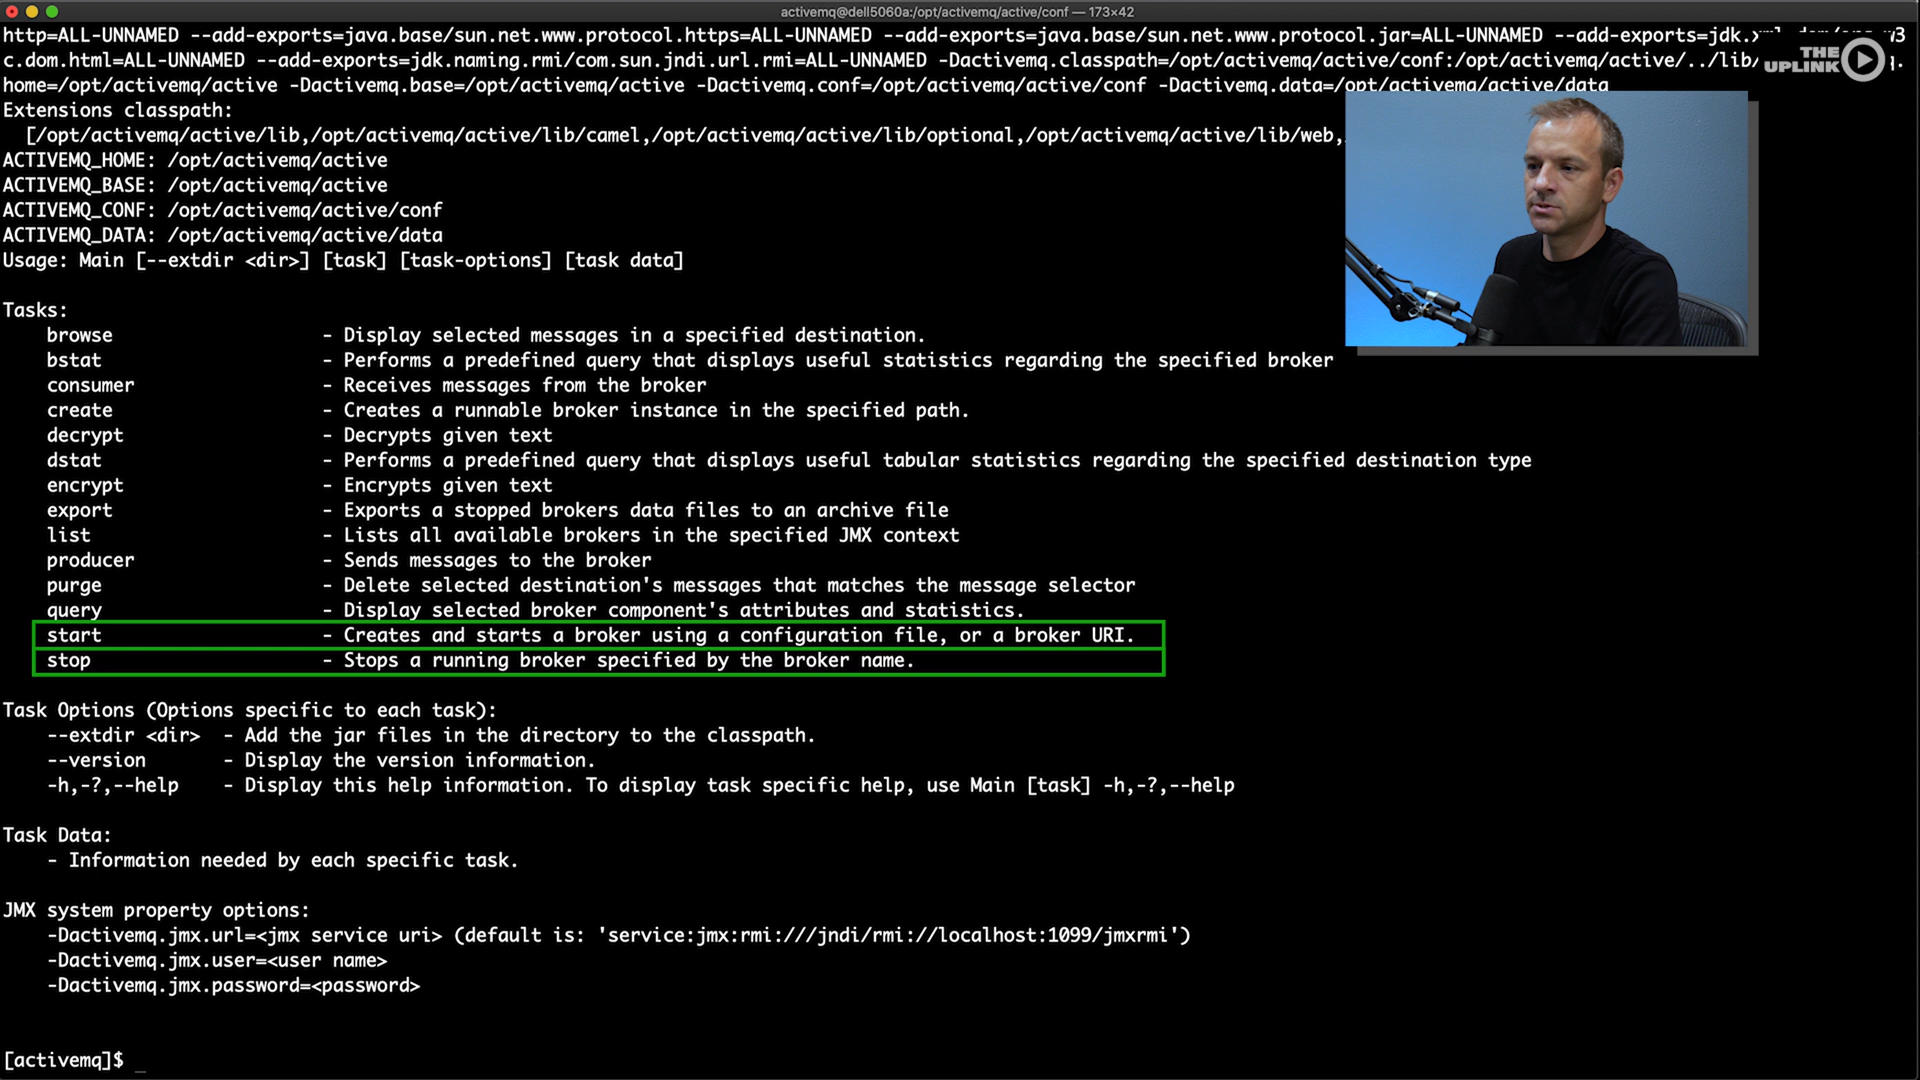 activemq@dell5060a:/opt/activemq/active/conf — 173×42
http=ALL-UNNAMED --add-exports=java.base/sun.net.www.protocol.https=ALL-UNNAMED --add-exports=java.base/sun.net.www.protocol.jar=ALL-UNNAMED --add-exports=jdk.xml.dom/org.w3
c.dom.html=ALL-UNNAMED --add-exports=jdk.naming.rmi/com.sun.jndi.url.rmi=ALL-UNNAMED -Dactivemq.classpath=/opt/activemq/active/conf:/opt/activemq/active/../lib/
THE UPLINK
home=/opt/activemq/active -Dactivemq.base=/opt/activemq/active -Dactivemq.conf=/opt/activemq/active/conf -Dactivemq.data=/opt/activemq/active/data
Extensions classpath:
[/opt/activemq/active/lib,/opt/activemq/active/lib/camel,/opt/activemq/active/lib/optional,/opt/activemq/active/lib/web,
ACTIVEMQ_HOME: /opt/activemq/active
ACTIVEMQ_BASE: /opt/activemq/active
ACTIVEMQ_CONF: /opt/activemq/active/conf
ACTIVEMQ_DATA: /opt/activemq/active/data
Usage: Main [--extdir <dir>] [task] [task-options] [task data]
Tasks:
browse - Display selected messages in a specified destination.
bstat - Performs a predefined query that displays useful statistics regarding the specified broker
consumer - Receives messages from the broker
create - Creates a runnable broker instance in the specified path.
decrypt - Decrypts given text
dstat - Performs a predefined query that displays useful tabular statistics regarding the specified destination type
encrypt - Encrypts given text
export - Exports a stopped brokers data files to an archive file
list - Lists all available brokers in the specified JMX context
producer - Sends messages to the broker
purge - Delete selected destination's messages that matches the message selector
query - Display selected broker component's attributes and statistics.
start - Creates and starts a broker using a configuration file, or a broker URI.
stop - Stops a running broker specified by the broker name.
Task Options (Options specific to each task):
--extdir <dir> - Add the jar files in the directory to the classpath.
--version - Display the version information.
-h,-?,--help - Display this help information. To display task specific help, use Main [task] -h,-?,--help
Task Data:
- Information needed by each specific task.
JMX system property options:
-Dactivemq.jmx.url=<jmx service uri> (default is: 'service:jmx:rmi:///jndi/rmi://localhost:1099/jmxrmi')
-Dactivemq.jmx.user=<user name>
-Dactivemq.jmx.password=<password>
[activemq]$ _